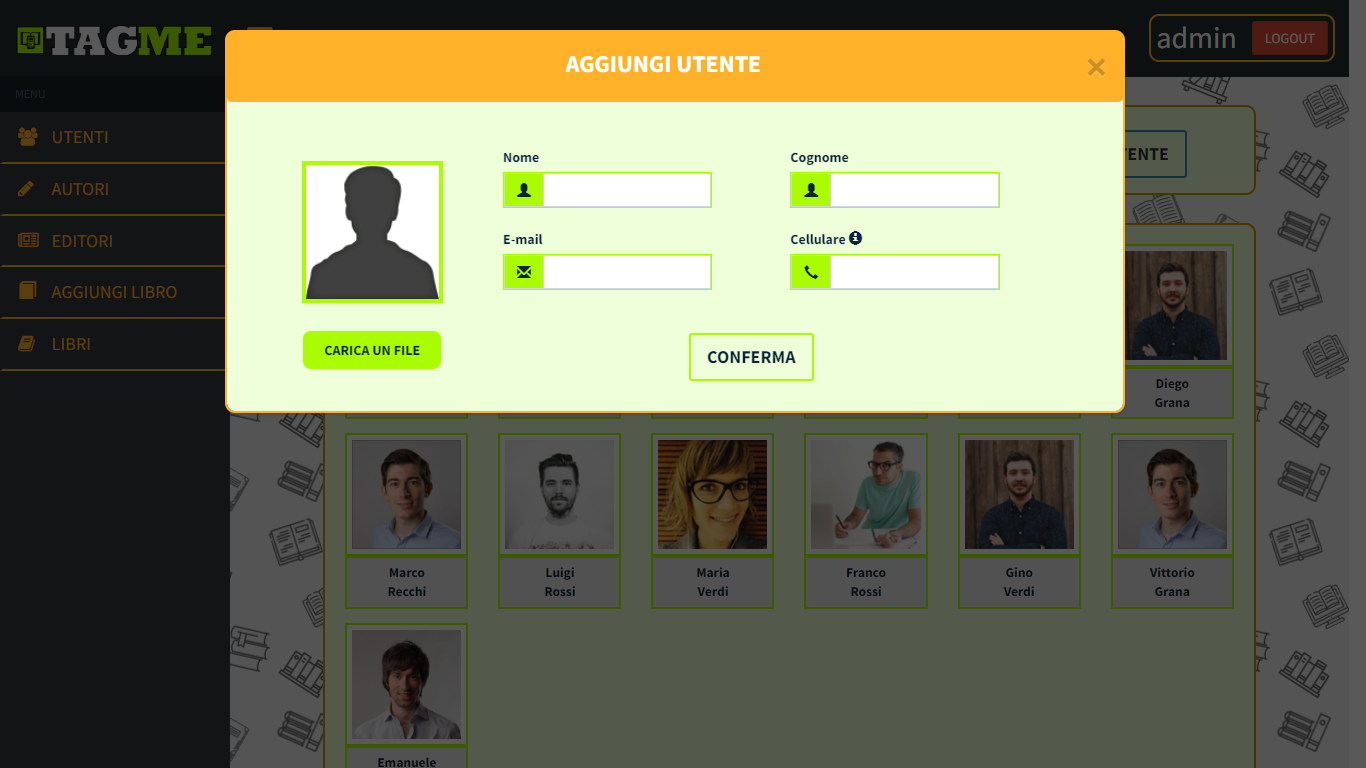 TAGME
admin
LOGOUT
AGGIUNGI UTENTE
×
MENU
UTENTI
AUTORI
EDITORI
AGGIUNGI LIBRO
LIBRI
Nome
Cognome
E-mail
Cellulare
CARICA UN FILE
CONFERMA
TENTE
Diego
Grana
Marco
Recchi
Luigi
Rossi
Maria
Verdi
Franco
Rossi
Gino
Verdi
Vittorio
Grana
Emanuele